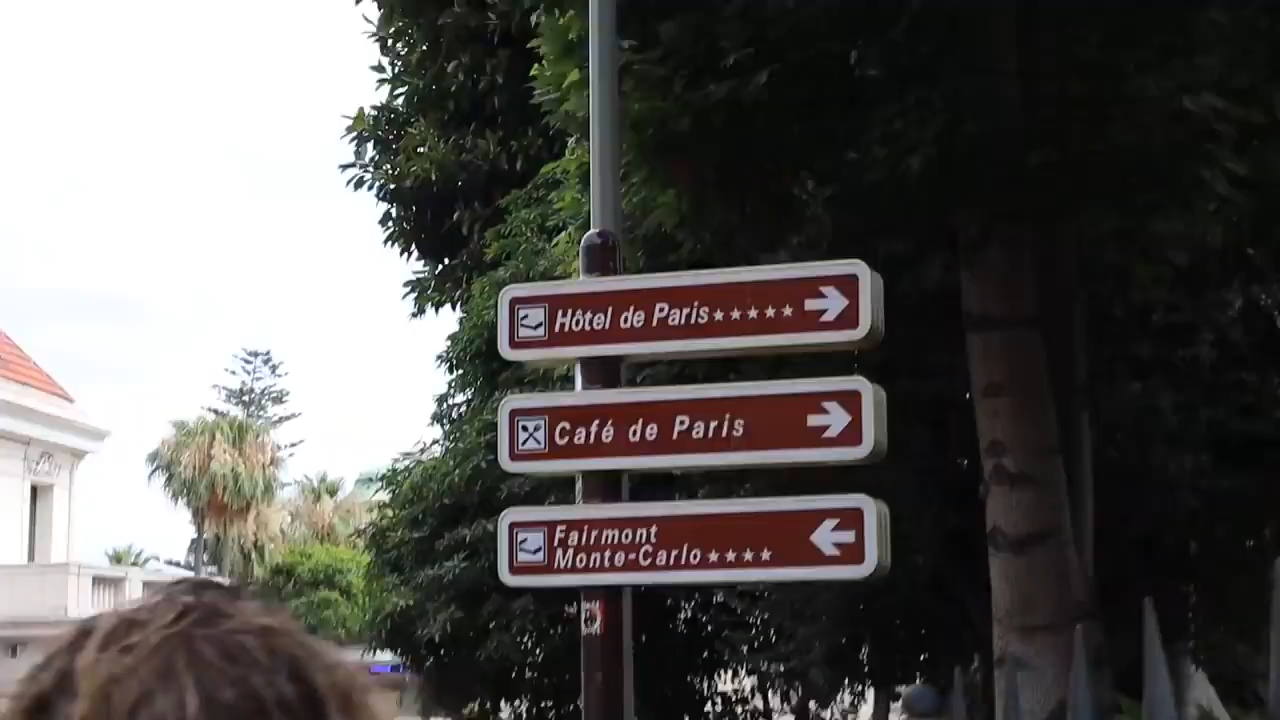 Hôtel de Paris★★★★★
Café de Paris
Fairmont
Monte-Carlo★★★★